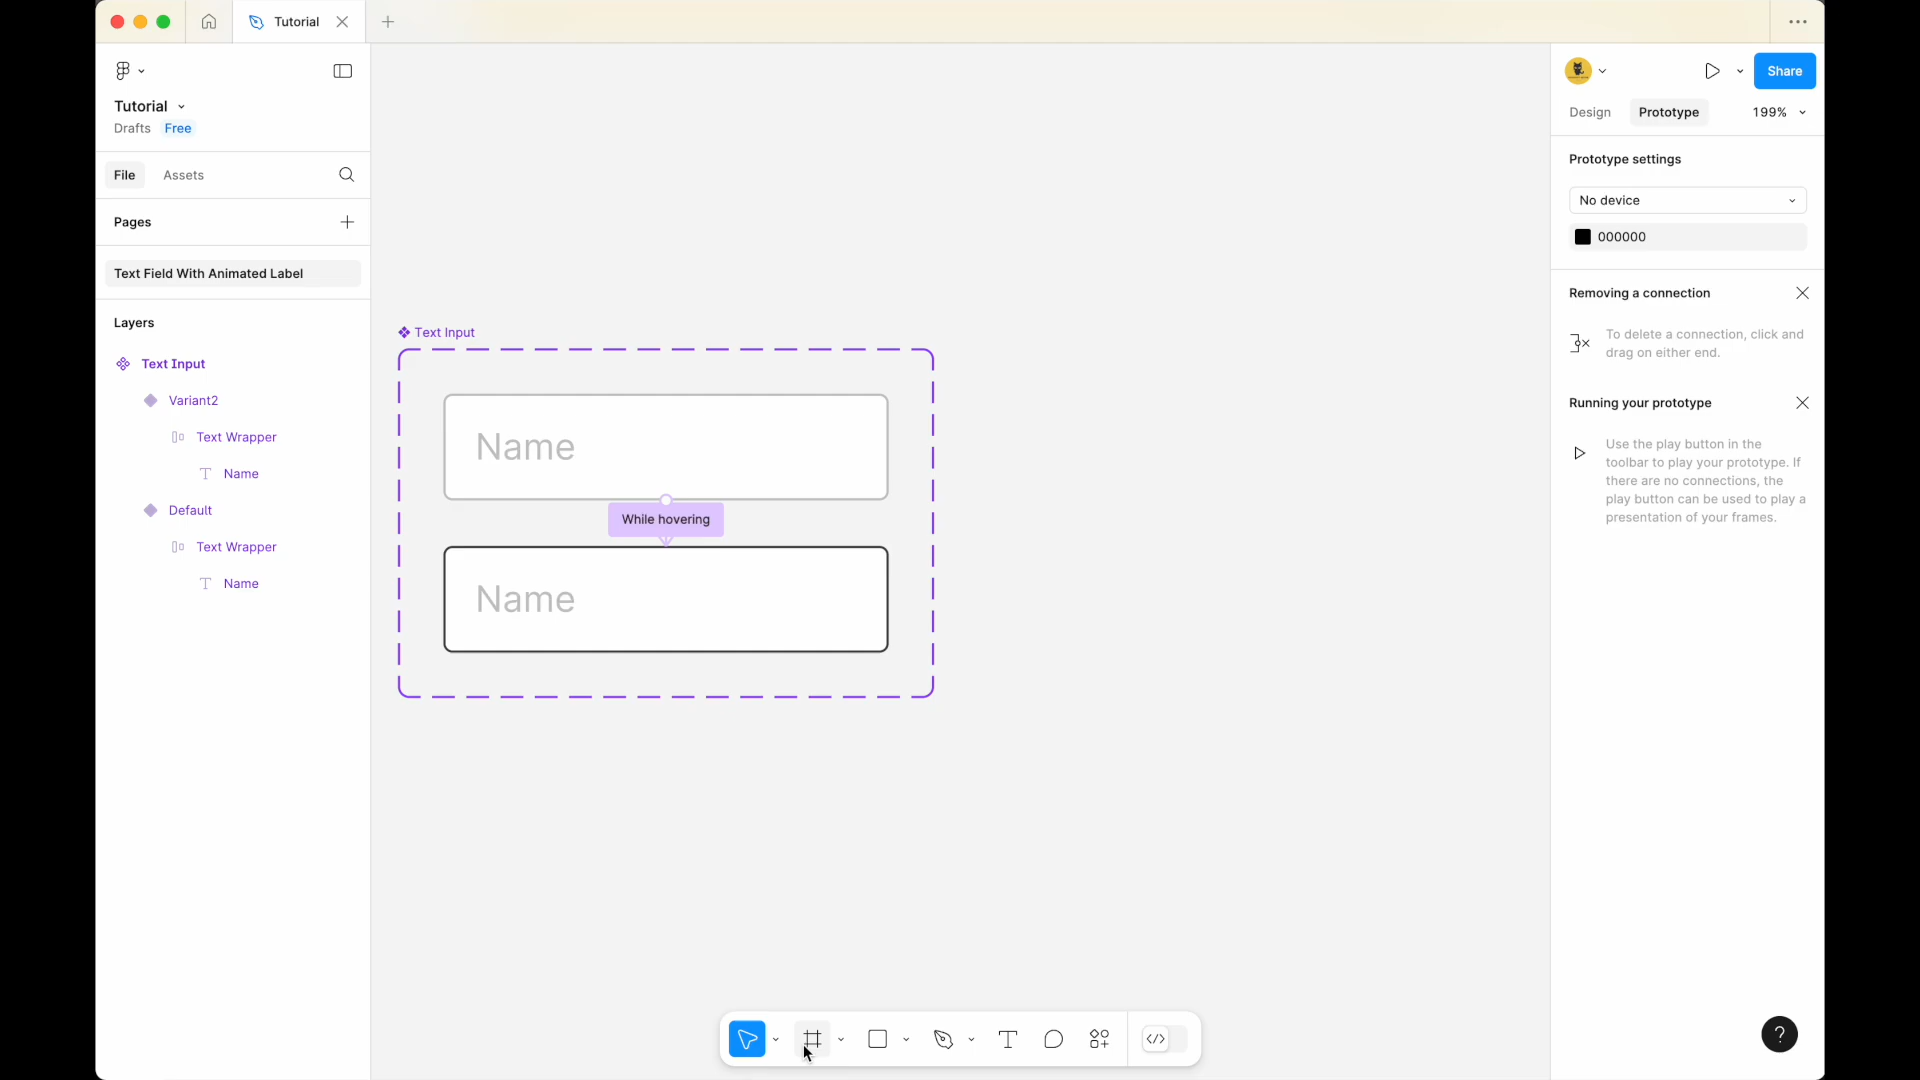 Tutorial
Tutorial
Drafts Free
File Assets
Pages
Text Field With Animated Label
Layers
Text Input
Variant2
Text Wrapper
Name
Default
Text Wrapper
Name
Text Input
Name
While hovering
Name
Share
Design Prototype 199%
Prototype settings
No device
000000
Removing a connection
To delete a connection, click and
drag on either end.
Running your prototype
Use the play button in the
toolbar to play your prototype. If
there are no connections, the
play button can be used to play a
presentation of your frames.
?